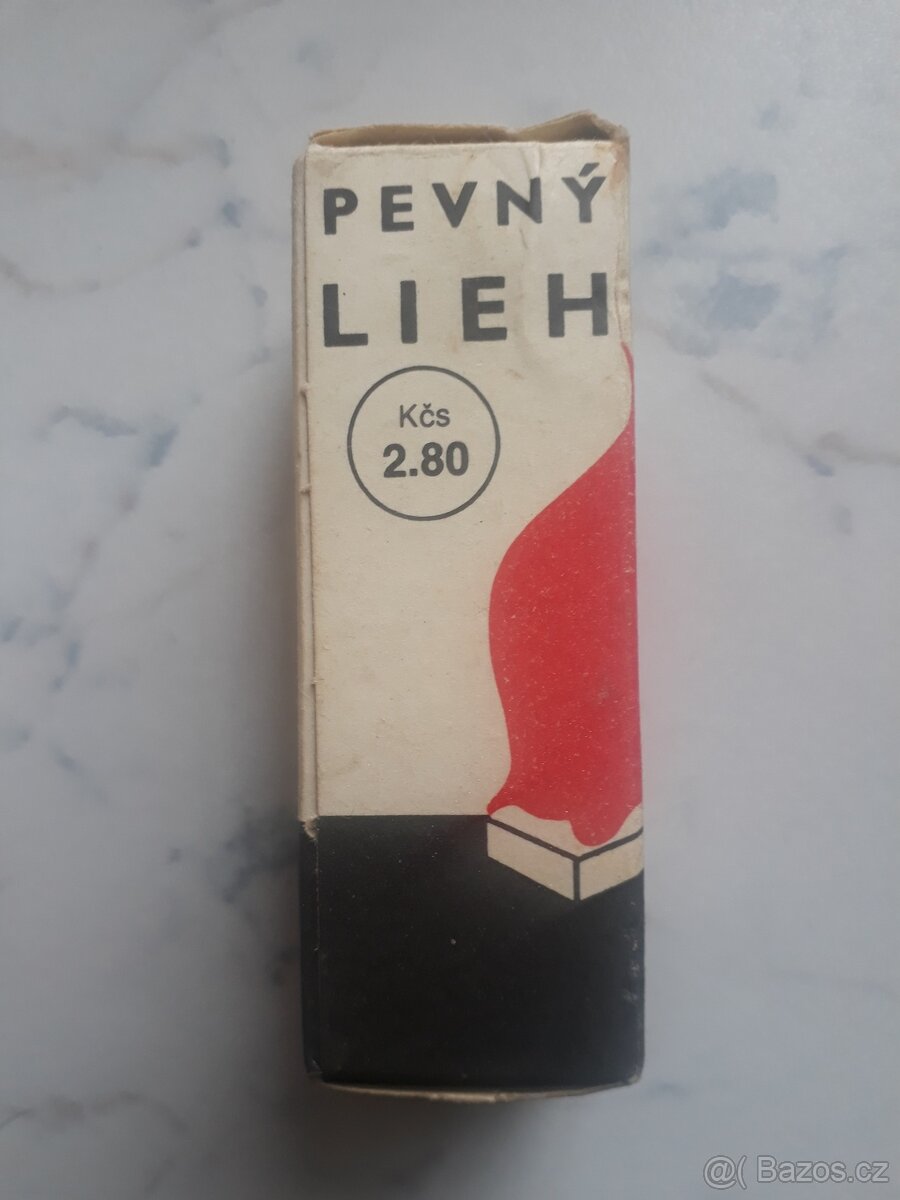 PEVNÝ
LIEH
Kčs
2.80
@( Bazos.cz